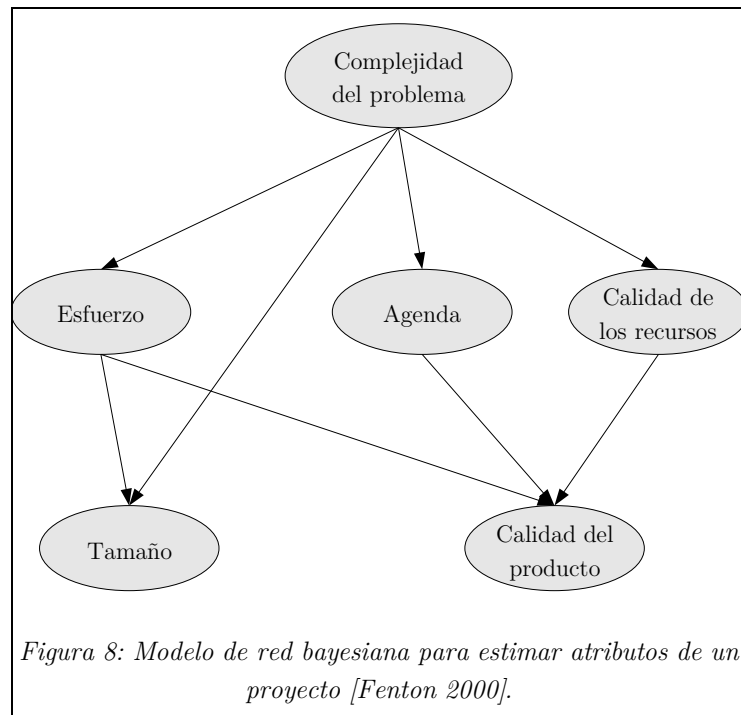 Complejidad
del problema
Esfuerzo
Agenda
Calidad de
los recursos
Tamaño
Calidad del
producto
Figura 8: Modelo de red bayesiana para estimar atributos de un
proyecto [Fenton 2000].